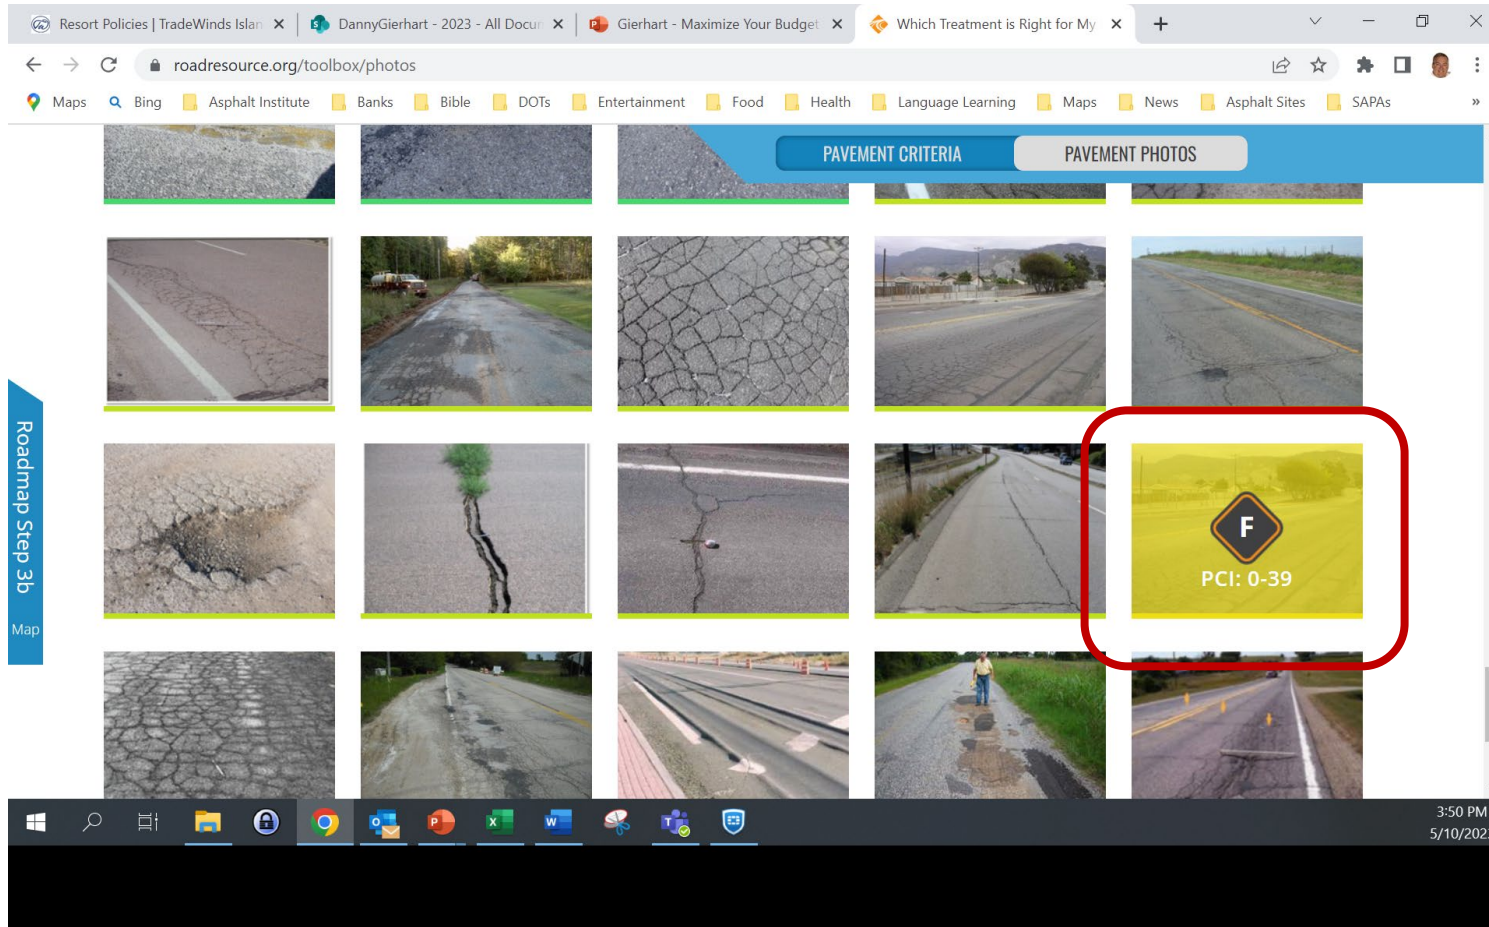 Resort Policies | TradeWinds Islan
DannyGierhart - 2023 - All Docun
Gierhart - Maximize Your Budget
Which Treatment is Right for My
roadresource.org/toolbox/photos
Maps Bing Asphalt Institute Banks Bible DOTs Entertainment Food Health Language Learning Maps News Asphalt Sites SAPAs »
PAVEMENT CRITERIA PAVEMENT PHOTOS
Roadmap Step 3b
Map
F
PCI: 0-39
3:50 PM
5/10/202